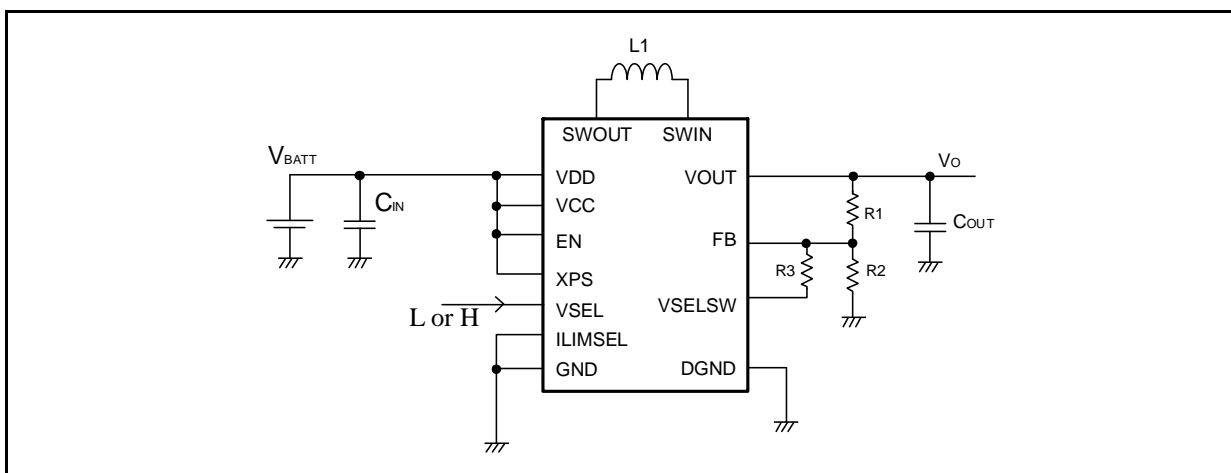 L1
SWOUT SWIN
VBATT
CIN
VDD
VCC
EN
XPS
VSEL
L or H
ILIMSEL
GND
VOUT
FB
VSELSW
DGND
VO
R1
COUT
R3
R2